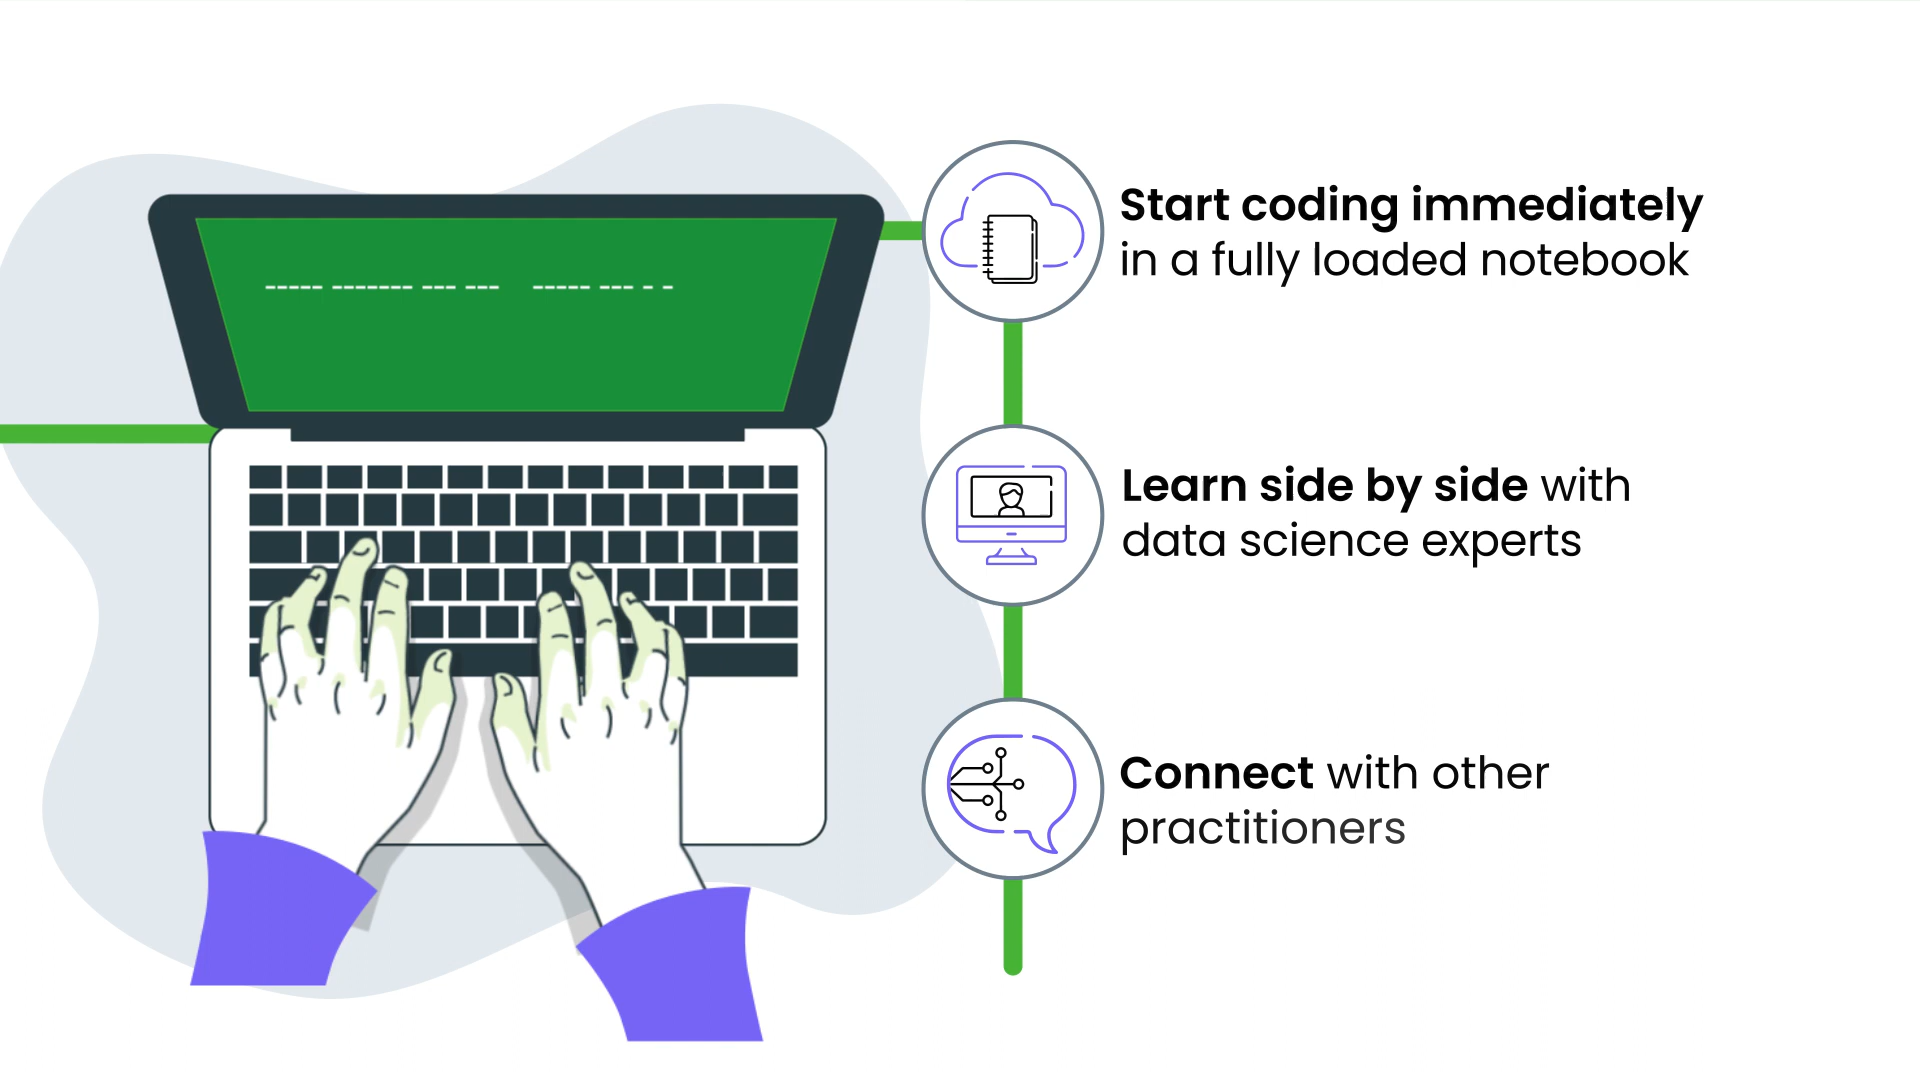 Start coding immediately
in a fully loaded notebook
Learn side by side with
data science experts
Connect with other
practitioners